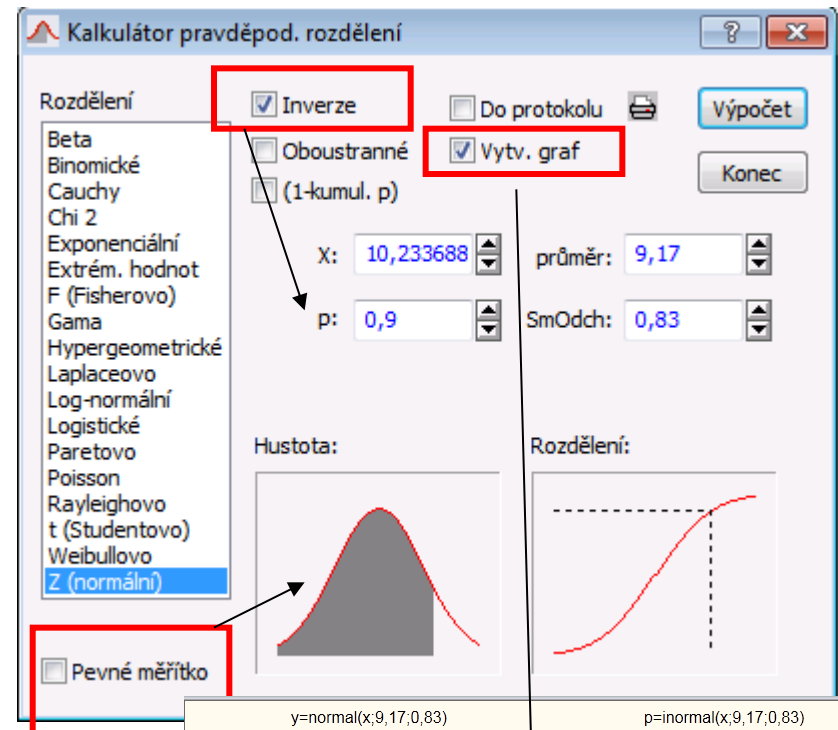 Kalkulátor pravděpod. rozdělení
Rozdělení
Beta
Binomické
Cauchy
Chi 2
Exponenciální
Extrém. hodnot
F (Fisherovo)
Gama
Hypergeometrické
Laplaceovo
Log-normální
Logistické
Paretovo
Poisson
Rayleighovo
t (Studentovo)
Weibullovo
Z (normální)
Pevné měřítko
Inverze
Do protokolu
Výpočet
Oboustranné
Vytv. graf
Konec
(1-kumul. p)
X: 10,233688 průměr: 9,17
p: 0,9 SmOdch: 0,83
Hustota: Rozdělení:
y=normal(x;9,17;0,83) p=inormal(x;9,17;0,83)